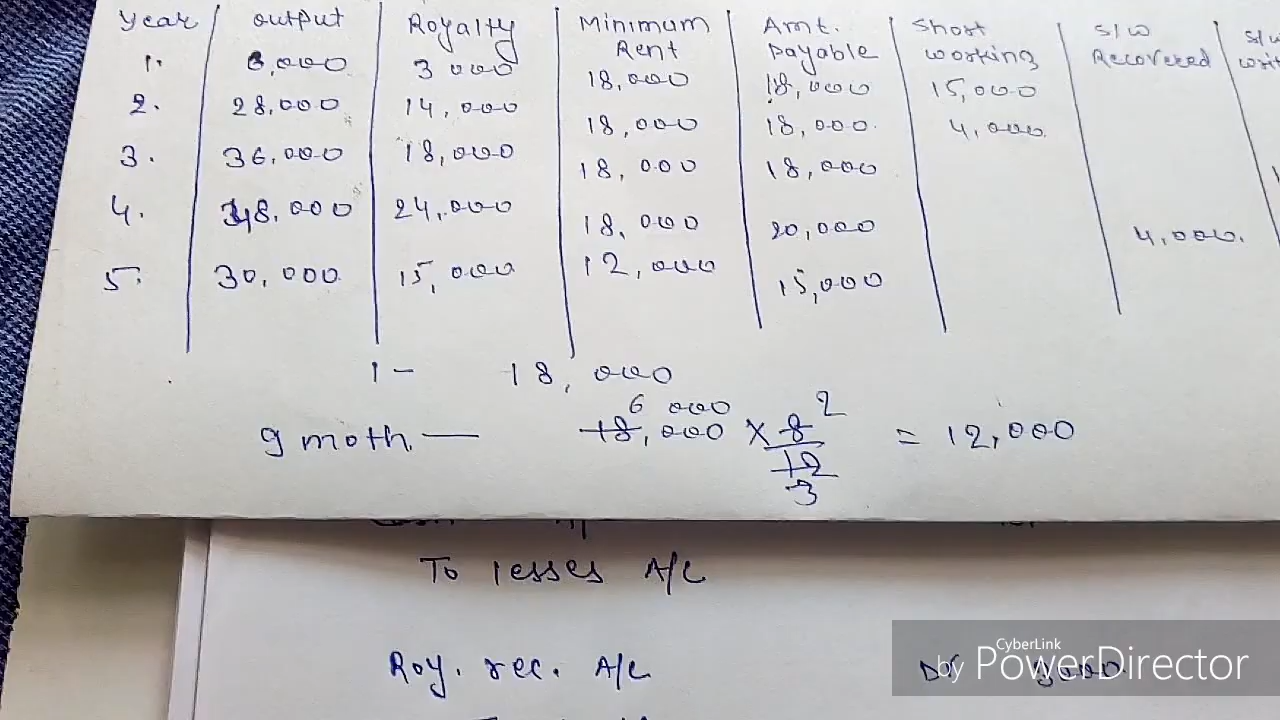 Year output Royalty Minimum Rent Amt. Payable Short working S/W Recovered S/W
1. 6,000 3000 18,000 18,000 15,000
2. 28,000 14,000 18,000 18,000. 4,000.
3. 36,000 18,000 18,000 18,000
4. 48,000 24,000 18,000 20,000 4,000.
5. 30,000 15,000 12,000 15,000
1 - 18,000
6 000 2
9 moth. — 18,000 × 8 = 12,000
12
3
To lesses A/C
Roy. rec. A/C
CyberLink
by PowerDirector